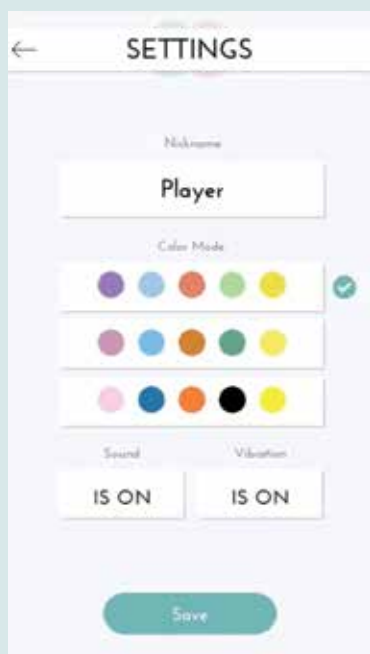 SETTINGS
Nickname
Player
Color Mode
Sound Vibration
IS ON IS ON
Save